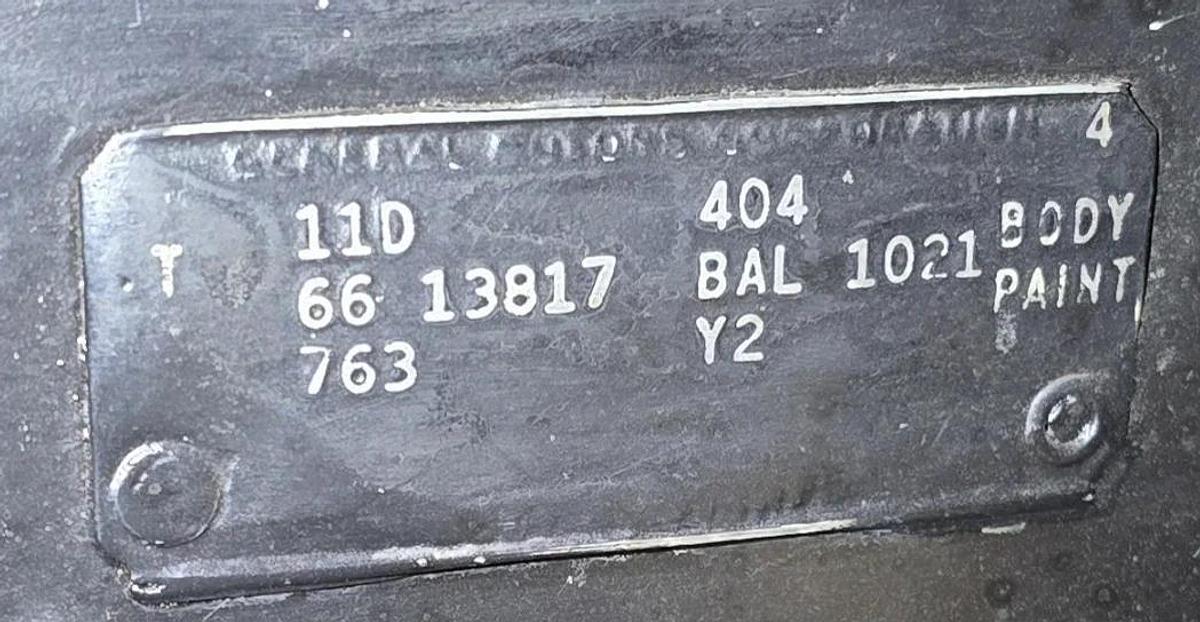 4
11D 404
T 66 13817 BAL 1021 BODY
763 Y2 PAINT